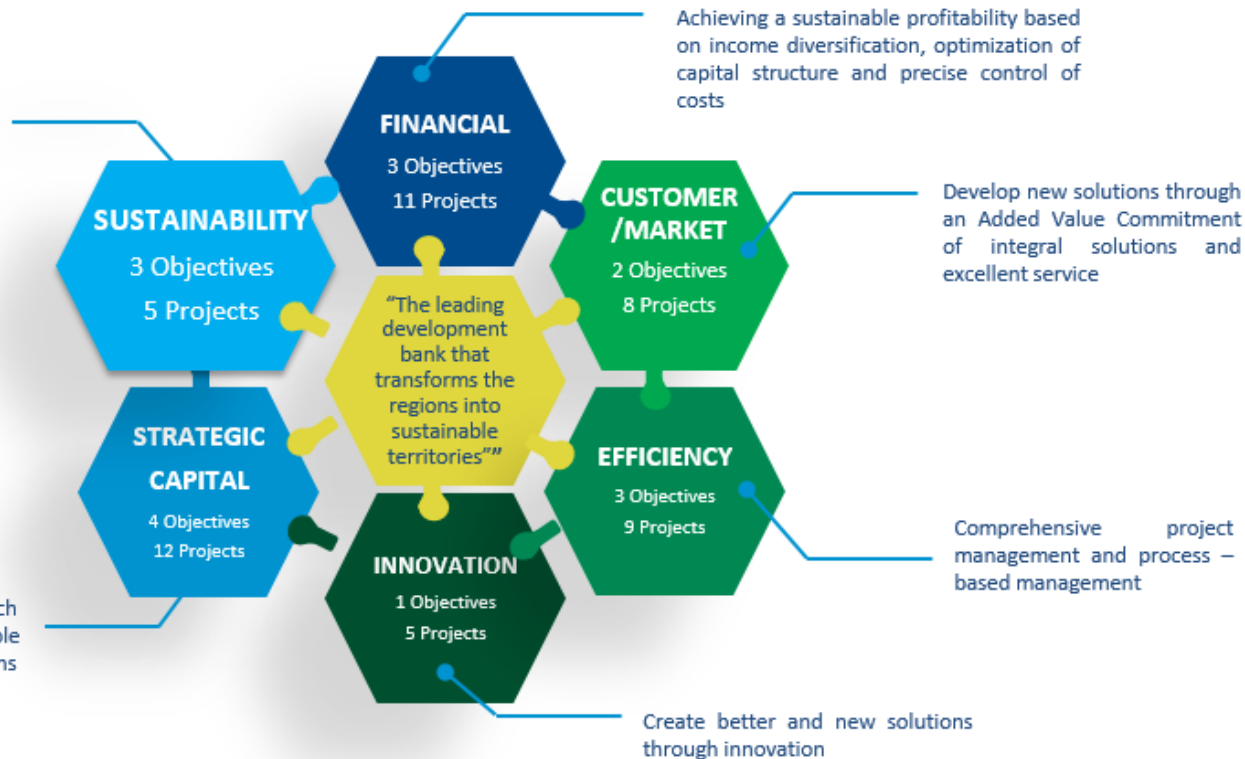 Achieving a sustainable profitability based
on income diversification, optimization of
capital structure and precise control of
costs
FINANCIAL
3 Objectives
11 Projects
SUSTAINABILITY
3 Objectives
5 Projects
CUSTOMER
/MARKET
2 Objectives
8 Projects
Develop new solutions through
an Added Value Commitment
of integral solutions and
excellent service
“The leading
development
bank that
transforms the
regions into
sustainable
territories””
STRATEGIC
CAPITAL
4 Objectives
12 Projects
EFFICIENCY
3 Objectives
9 Projects
Comprehensive project
management and process –
based management
INNOVATION
1 Objectives
5 Projects
Create better and new solutions
through innovation